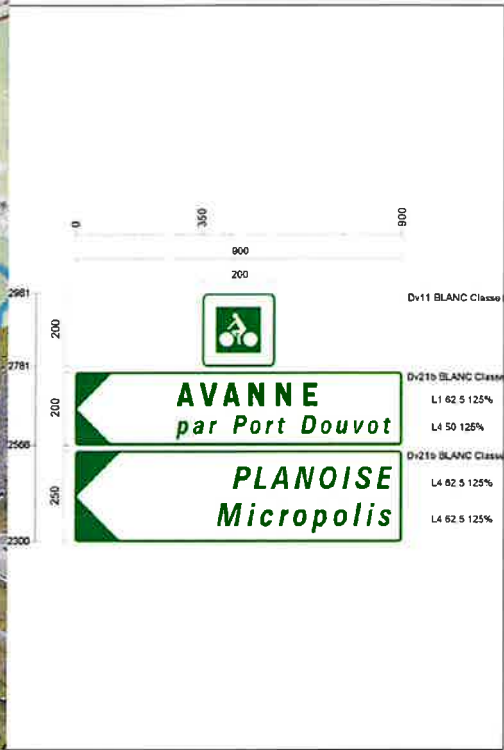 0 350 900
900
200
2981
200
Dv11 BLANC Classe
2781
200
AVANNE
par Port Douvot
Dv21b BLANC Classe
L1 62.5 125%
L4 50 125%
2566
250
PLANOISE
Micropolis
Dv21b BLANC Classe
L4 62.5 125%
L4 62.5 125%
2300